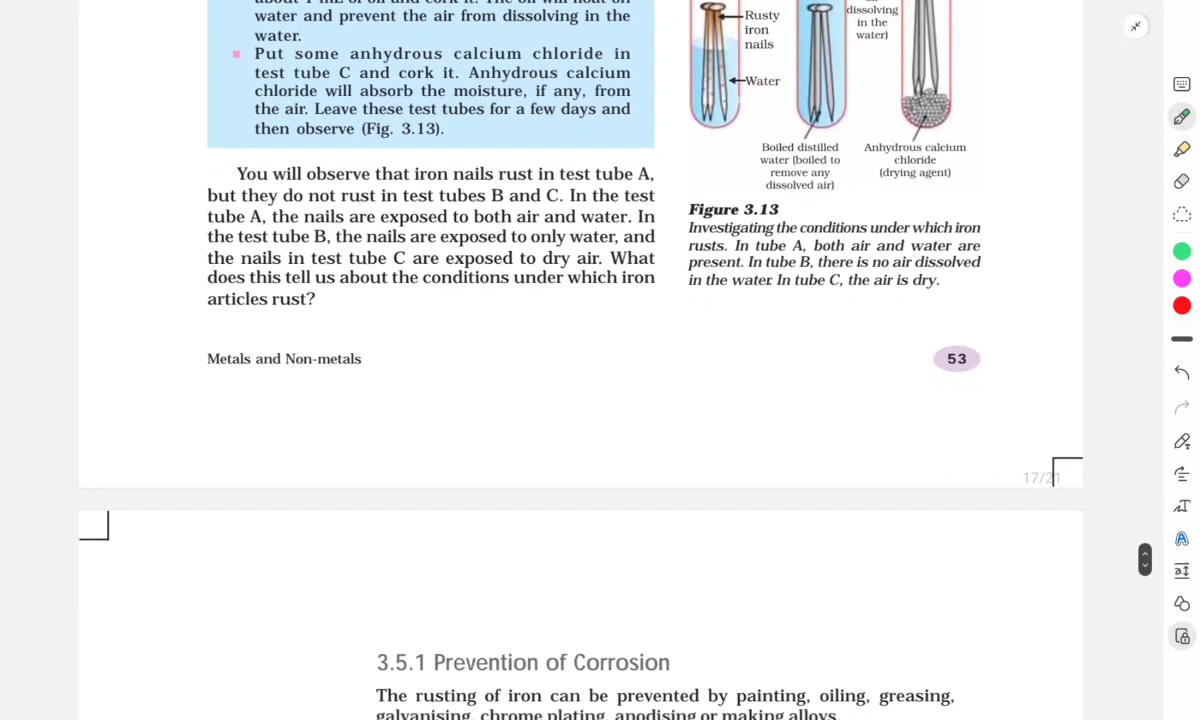 water and prevent the air from dissolving in the
water.
Put some anhydrous calcium chloride in
test tube C and cork it. Anhydrous calcium
chloride will absorb the moisture, if any, from
the air. Leave these test tubes for a few days and
then observe (Fig. 3.13).
Rusty
iron
nails
Water
dissolving
in the
water)
Boiled distilled
water (boiled to
remove any
dissolved air)
Anhydrous calcium
chloride
(drying agent)
You will observe that iron nails rust in test tube A,
but they do not rust in test tubes B and C. In the test
tube A, the nails are exposed to both air and water. In
the test tube B, the nails are exposed to only water, and
the nails in test tube C are exposed to dry air. What
does this tell us about the conditions under which iron
articles rust?
Figure 3.13
Investigating the conditions under which iron
rusts. In tube A, both air and water are
present. In tube B, there is no air dissolved
in the water. In tube C, the air is dry.
Metals and Non-metals
53
17/21
3.5.1 Prevention of Corrosion
The rusting of iron can be prevented by painting, oiling, greasing,
galvanising, chrome plating, anodising or making alloys.